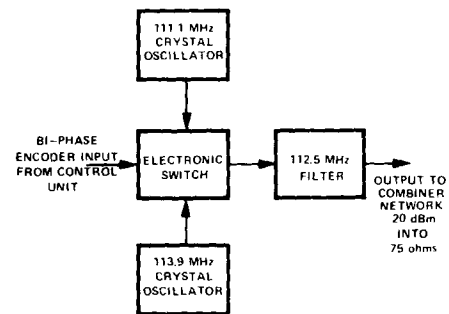 111.1 MHz
CRYSTAL
OSCILLATOR
BI-PHASE
ENCODER INPUT
FROM CONTROL
UNIT
ELECTRONIC
SWITCH
112.5 MHz
FILTER
OUTPUT TO
COMBINER
NETWORK
20 dBm
INTO
75 ohms
113.9 MHz
CRYSTAL
OSCILLATOR